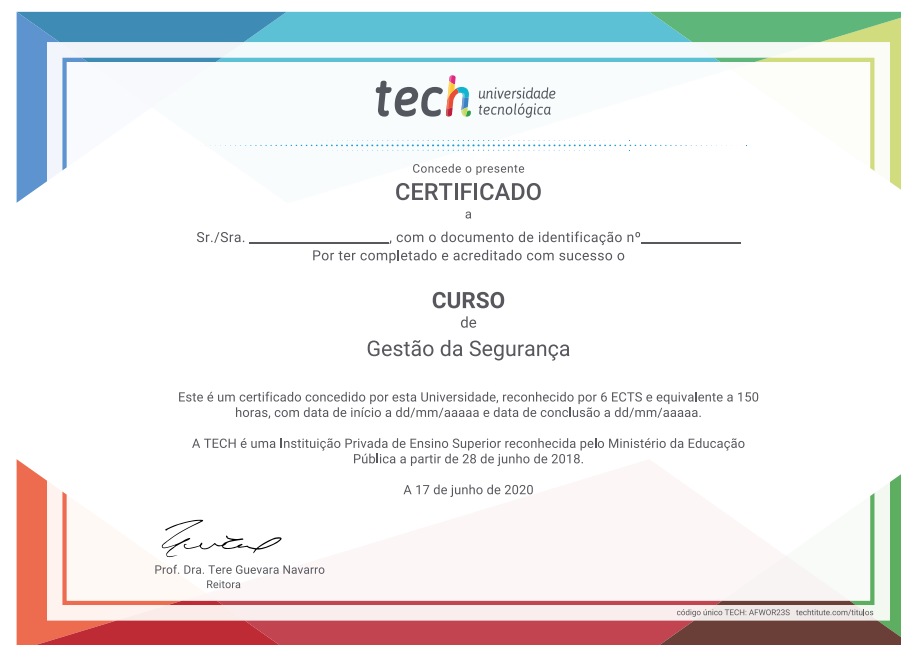 tech universidade
tecnológica
Concede o presente
CERTIFICADO
a
Sr./Sra. ____________________, com o documento de identificação nº______________
Por ter completado e acreditado com sucesso o
CURSO
de
Gestão da Segurança
Este é um certificado concedido por esta Universidade, reconhecido por 6 ECTS e equivalente a 150
horas, com data de início a dd/mm/aaaaa e data de conclusão a dd/mm/aaaaa.
A TECH é uma Instituição Privada de Ensino Superior reconhecida pelo Ministério da Educação
Pública a partir de 28 de junho de 2018.
A 17 de junho de 2020
Prof. Dra. Tere Guevara Navarro
Reitora
código único TECH: AFWOR23S techtitute.com/titulos